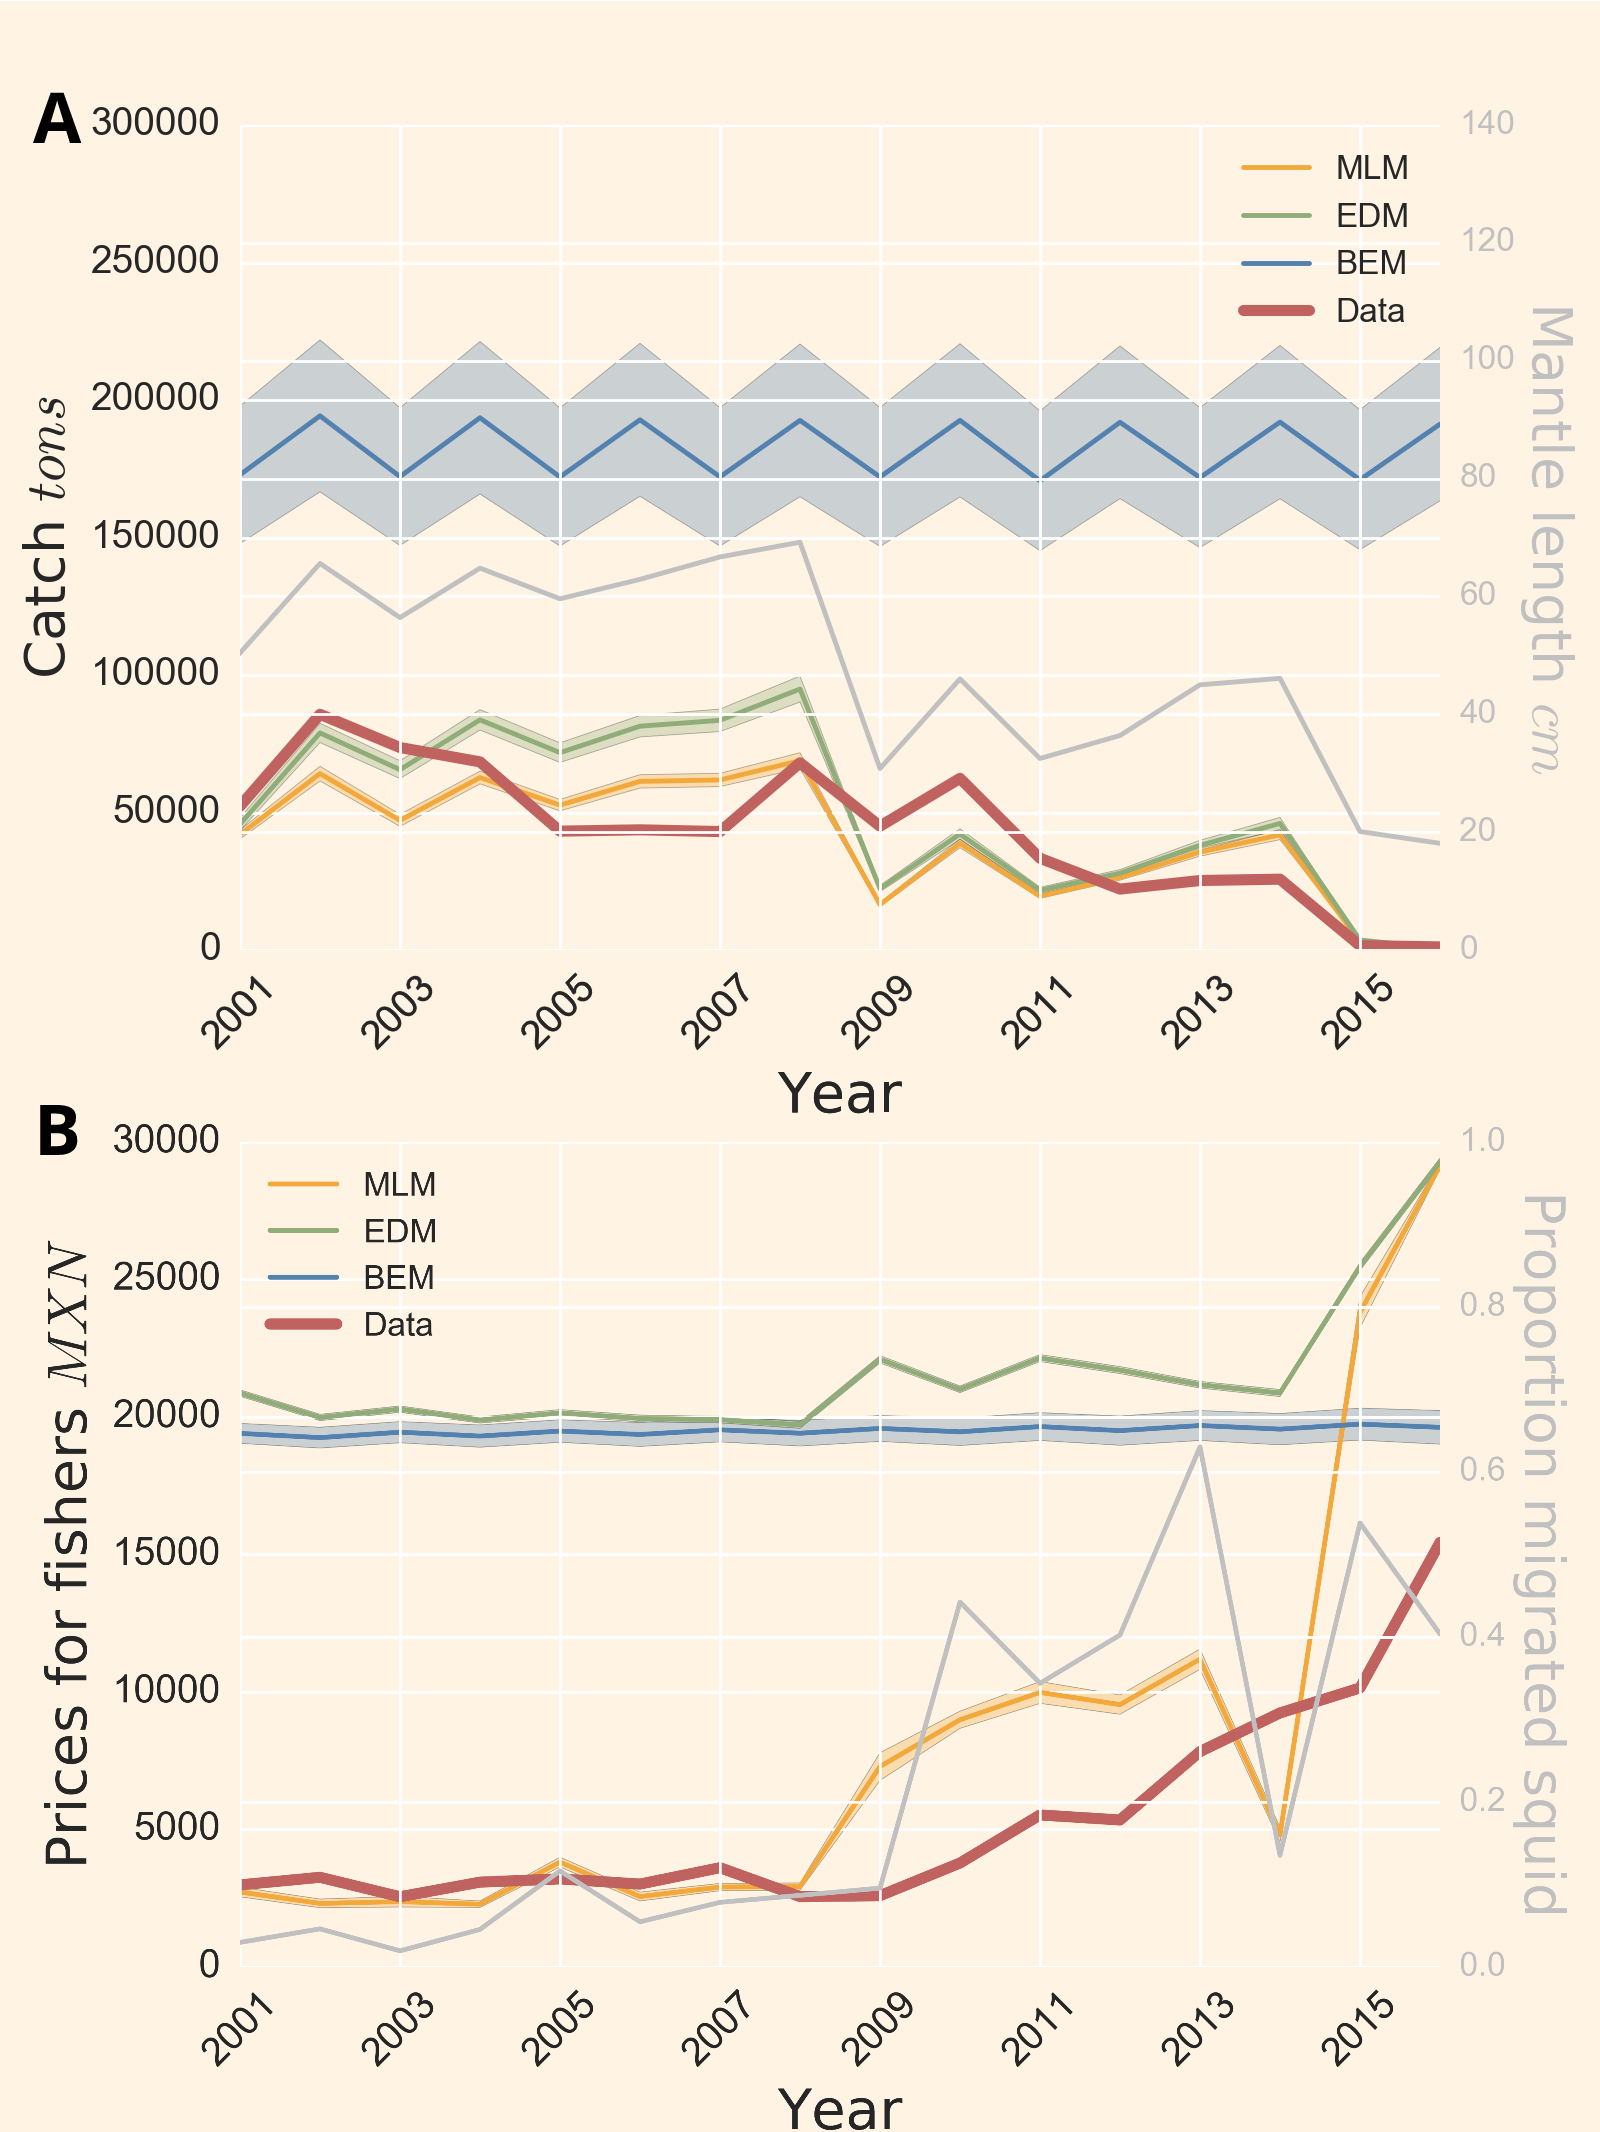 A
300000
250000
200000
150000
100000
50000
0
Catch tons
140
120
100
80
60
40
20
0
Mantle length cm
MLM
EDM
BEM
Data
2001 2003 2005 2007 2009 2011 2013 2015
Year
B
30000
25000
20000
15000
10000
5000
0
Prices for fishers MXN
1.0
0.8
0.6
0.4
0.2
0.0
Proportion migrated squid
MLM
EDM
BEM
Data
2001 2003 2005 2007 2009 2011 2013 2015
Year